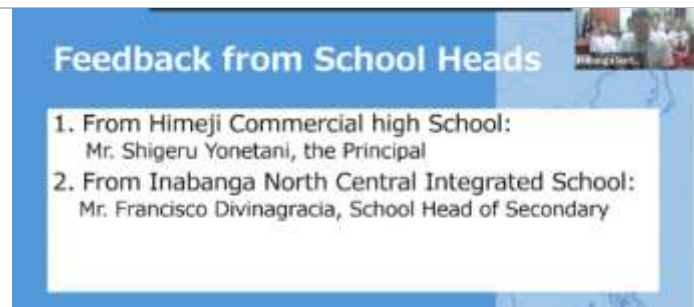 Feedback from School Heads
1. From Himeji Commercial high School:
Mr. Shigeru Yonetani, the Principal
2. From Inabanga North Central Integrated School:
Mr. Francisco Divinagracia, School Head of Secondary